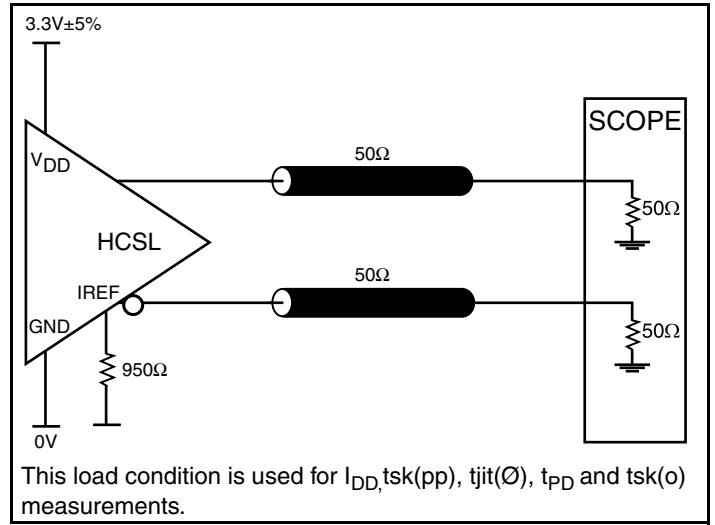 3.3V±5%
SCOPE
VDD
50Ω
50Ω
HCSL
50Ω
IREF
GND
50Ω
950Ω
0V
This load condition is used for IDD,tsk(pp), tjit(Ø), tPD and tsk(o)
measurements.